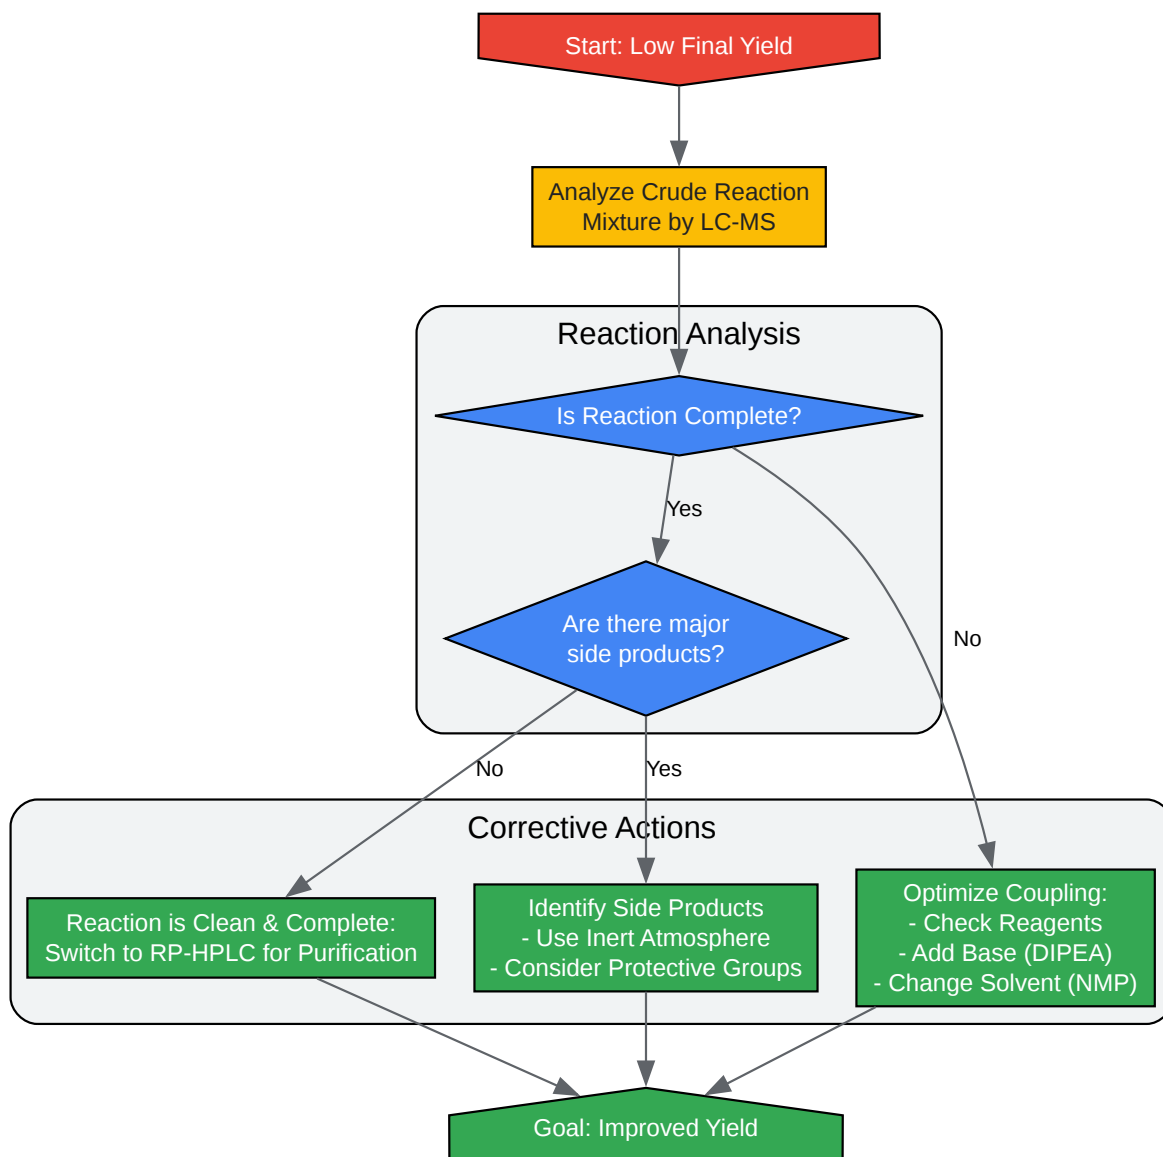 Start: Low Final Yield
Analyze Crude Reaction
Mixture by LC-MS
Reaction Analysis
Is Reaction Complete?
Yes
Are there major
side products?
No
No
Yes
Corrective Actions
Reaction is Clean & Complete:
Switch to RP-HPLC for Purification
Identify Side Products
- Use Inert Atmosphere
- Consider Protective Groups
Optimize Coupling:
- Check Reagents
- Add Base (DIPEA)
- Change Solvent (NMP)
Goal: Improved Yield